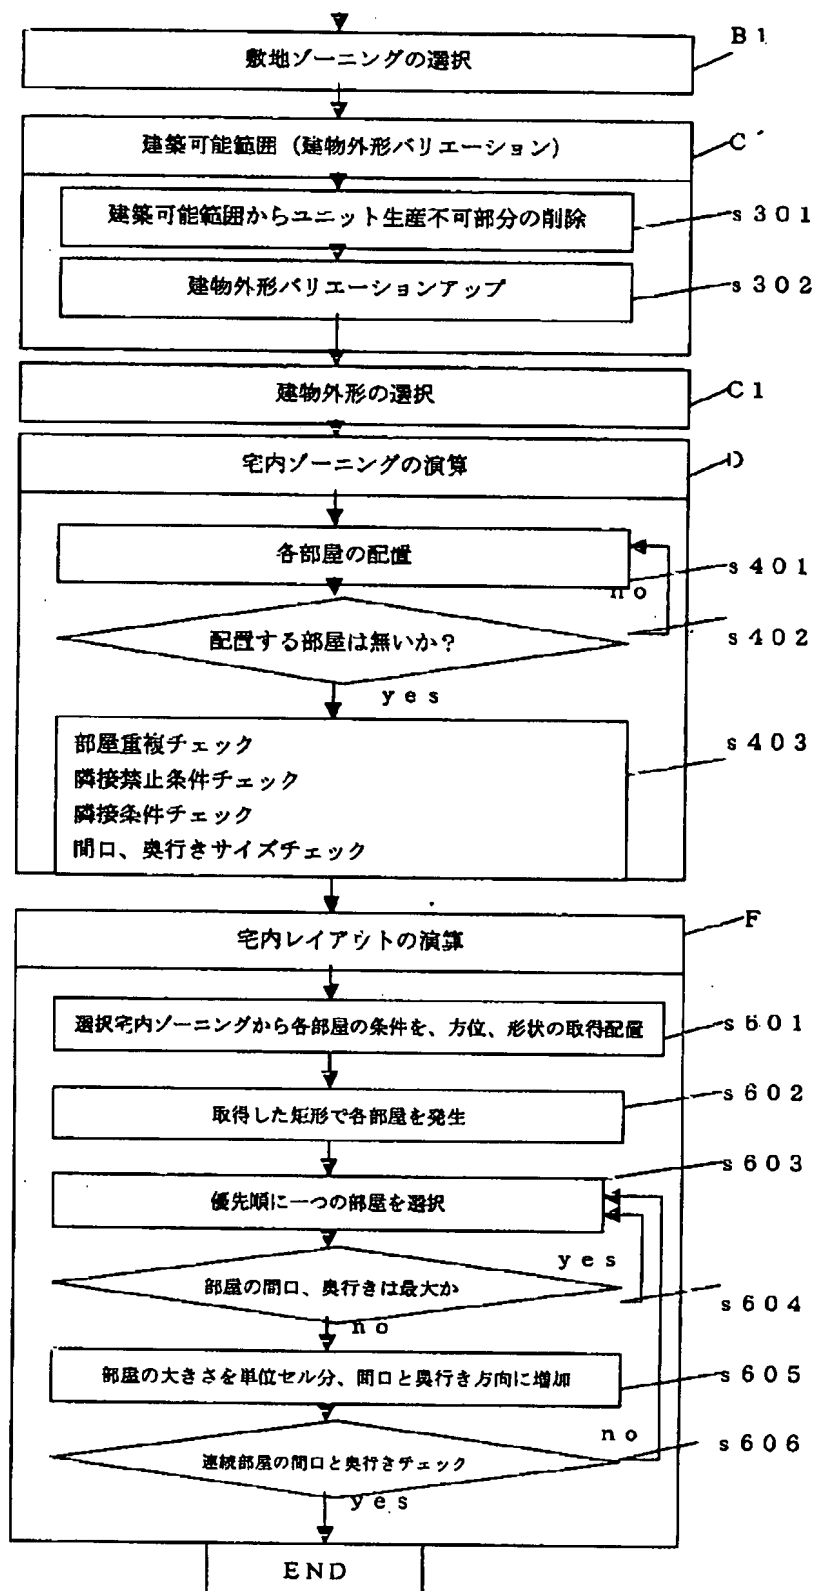 敷地ゾーニングの選択
B1
建築可能範囲（建物外形バリエーション）
C
建築可能範囲からユニット生産不可部分の削除
s301
建物外形バリエーションアップ
s302
建物外形の選択
C1
宅内ゾーニングの演算
D
各部屋の配置
s401
no
配置する部屋は無いか？
s402
yes
部屋重複チェック
s403
隣接禁止条件チェック
隣接条件チェック
間口、奥行きサイズチェック
宅内レイアウトの演算
F
選択宅内ゾーニングから各部屋の条件を、方位、形状の取得配置
s601
取得した矩形で各部屋を発生
s602
優先順に一つの部屋を選択
s603
yes
部屋の間口、奥行きは最大か
s604
no
部屋の大きさを単位セル分、間口と奥行き方向に増加
s605
no
連続部屋の間口と奥行きチェック
s606
yes
END